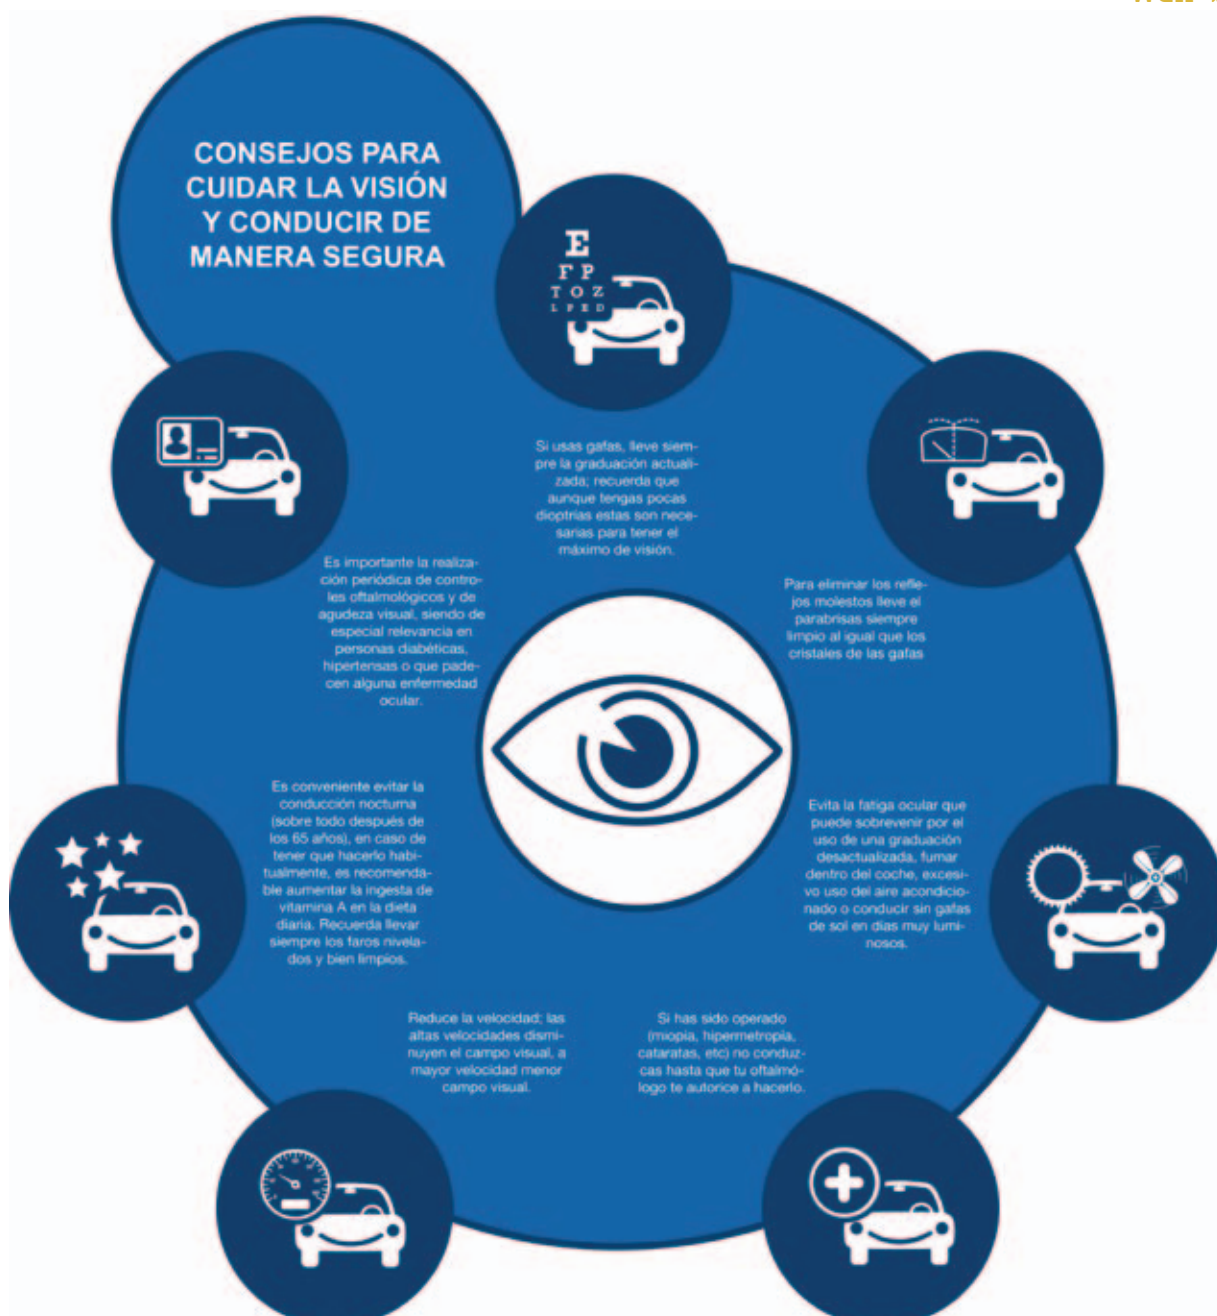 CONSEJOS PARA
CUIDAR LA VISIÓN
Y CONDUCIR DE
MANERA SEGURA
E
F P
T O Z
L P E D
Si usas gafas, lleve siem-
pre la graduación actuali-
zada; recuerda que
aunque tengas pocas
dioptrias estas son nece-
sarias para tener el
máximo de visión.
Para eliminar los refle-
jos molestos lleve el
parabrisas siempre
limpio al igual que los
cristales de las gafas
Evita la fatiga ocular que
puede sobrevenir por el
uso de una graduación
desactualizada, fumar
dentro del coche, excesi-
vo uso del aire acondicio-
nado o conducir sin gafas
de sol en días muy lumi-
nosos.
Si has sido operado
(miopia, hipermetropia,
cataratas, etc) no conduz-
cas hasta que tu oftalmó-
logo te autorice a hacerlo.
Reduce la velocidad; las
altas velocidades dismi-
nuyen el campo visual, a
mayor velocidad menor
campo visual.
Es conveniente evitar la
conducción nocturna
(sobre todo después de
los 65 años), en caso de
tener que hacerlo habi-
tualmente, es recomenda-
ble aumentar la ingesta de
vitamina A en la dieta
diaria. Recuerda llevar
siempre los faros nivela-
dos y bien limpios.
Es importante la realiza-
ción periódica de contro-
les oftalmológicos y de
agudeza visual, siendo de
especial relevancia en
personas diabéticas,
hipertensas o que pade-
cen alguna enfermedad
ocular.